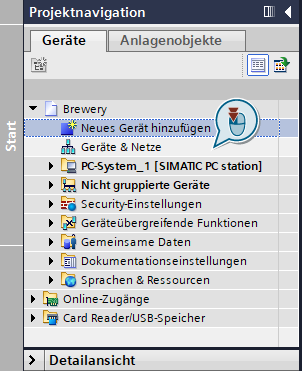 Projektnavigation
Geräte
Anlagenobjekte
Start
Brewery
Neues Gerät hinzufügen
Geräte & Netze
PC-System_1 [SIMATIC PC station]
Nicht gruppierte Geräte
Security-Einstellungen
Geräteübergreifende Funktionen
Gemeinsame Daten
Dokumentationseinstellungen
Sprachen & Ressourcen
Online-Zugänge
Card Reader/USB-Speicher
Detailansicht